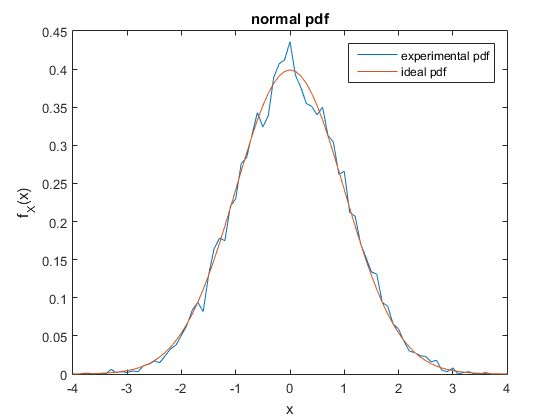 normal pdf
experimental pdf
ideal pdf
0.45
0.4
0.35
0.3
0.25
0.2
0.15
0.1
0.05
0
f_X(x)
-4 -3 -2 -1 0 1 2 3 4
x